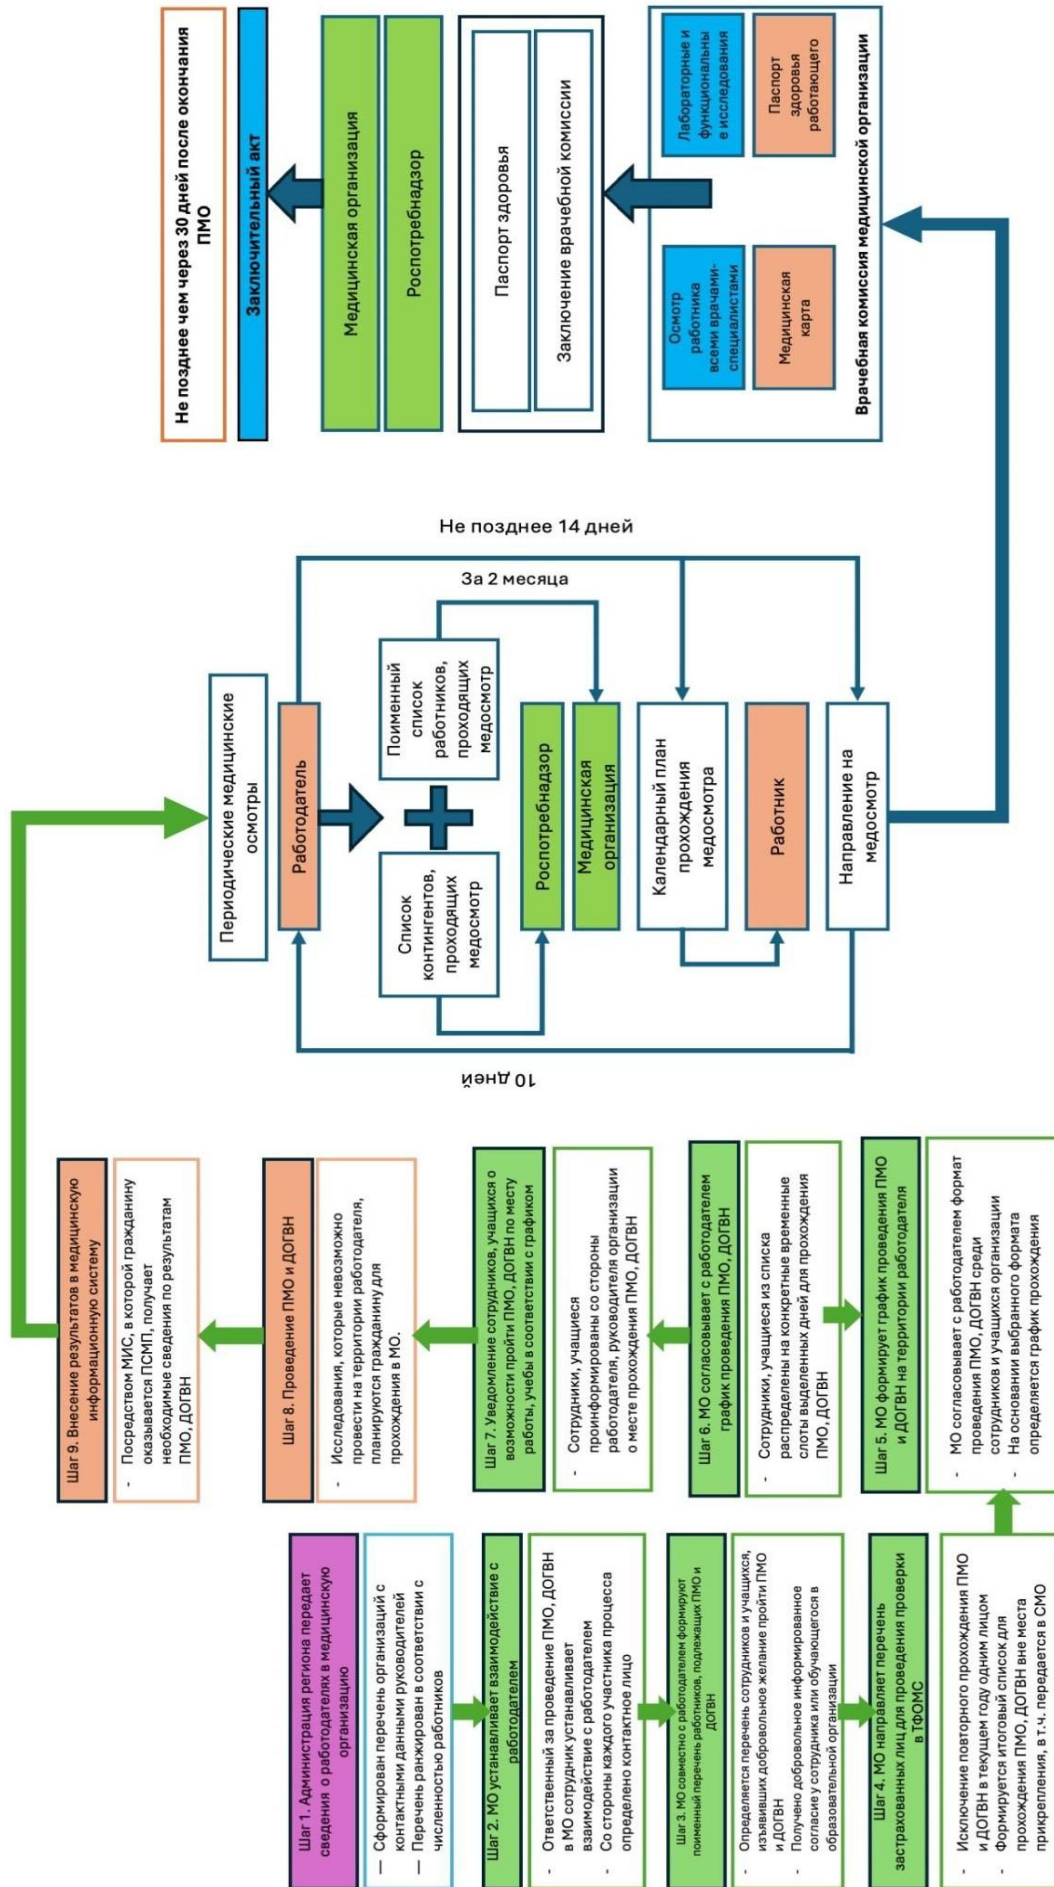 Шаг 1. Администрация региона передает
сведения о работодателях в медицинскую
организацию
— Сформирован перечень организаций с
контактными данными руководителей
— Перечень ранжирован в соответствии с
численностью работников
Шаг 2. МО устанавливает взаимодействие с
работодателем
- Ответственный за проведение ПМО, ДОГВН
в МО сотрудник устанавливает
взаимодействие с работодателем
- Со стороны каждого участника процесса
определено контактное лицо
Шаг 3. МО совместно с работодателем формируют
поименный перечень работников, подлежащих ПМО и
ДОГВН
- Определяется перечень сотрудников и учащихся,
изъявивших добровольное желание пройти ПМО
и ДОГВН
- Получено добровольное информированное
согласие у сотрудника или обучающегося в
образовательной организации
Шаг 4. МО направляет перечень
застрахованных лиц для проведения проверки
в ТФОМС
- Исключение повторного прохождения ПМО
и ДОГВН в текущем году одним лицом
- Формируется итоговый список для
прохождения ПМО, ДОГВН вне места
прикрепления, в т.ч. передается в СМО
Шаг 9. Внесение результатов в медицинскую
информационную систему
- Посредством МИС, в которой гражданину
оказывается ПСМП, получает
необходимые сведения по результатам
ПМО, ДОГВН
Шаг 8. Проведение ПМО и ДОГВН
- Исследования, которые невозможно
провести на территории работодателя,
планируются гражданину для
прохождения в МО.
Шаг 7. Уведомление сотрудников, учащихся о
возможности пройти ПМО, ДОГВН по месту
работы, учебы в соответствии с графиком
- Сотрудники, учащиеся
проинформированы со стороны
работодателя, руководителя организации
о месте прохождения ПМО, ДОГВН
Шаг 6. МО согласовывает с работодателем
график проведения ПМО, ДОГВН
- Сотрудники, учащиеся из списка
распределены на конкретные временные
слоты выделенных дней для прохождения
ПМО, ДОГВН
Шаг 5. МО формирует график проведения ПМО
и ДОГВН на территории работодателя
- МО согласовывает с работодателем формат
проведения ПМО, ДОГВН среди
сотрудников и учащихся организации
- На основании выбранного формата
определяется график прохождения
Периодические медицинские
осмотры
Работодатель
Список
контингентов,
проходящих
медосмотр
Поименный
список
работников,
проходящих
медосмотр
Роспотребнадзор
Медицинская
организация
Календарный план
прохождения
медосмотра
Работник
Направление на
медосмотр
10 дней
За 2 месяца
Не позднее 14 дней
Не позднее чем через 30 дней после окончания
ПМО
Заключительный акт
Медицинская организация
Роспотребнадзор
Паспорт здоровья
Заключение врачебной комиссии
Осмотр
работника
всеми врачами-
специалистами
Лабораторные и
функциональны
е исследования
Медицинская
карта
Паспорт
здоровья
работающего
Врачебная комиссия медицинской организации